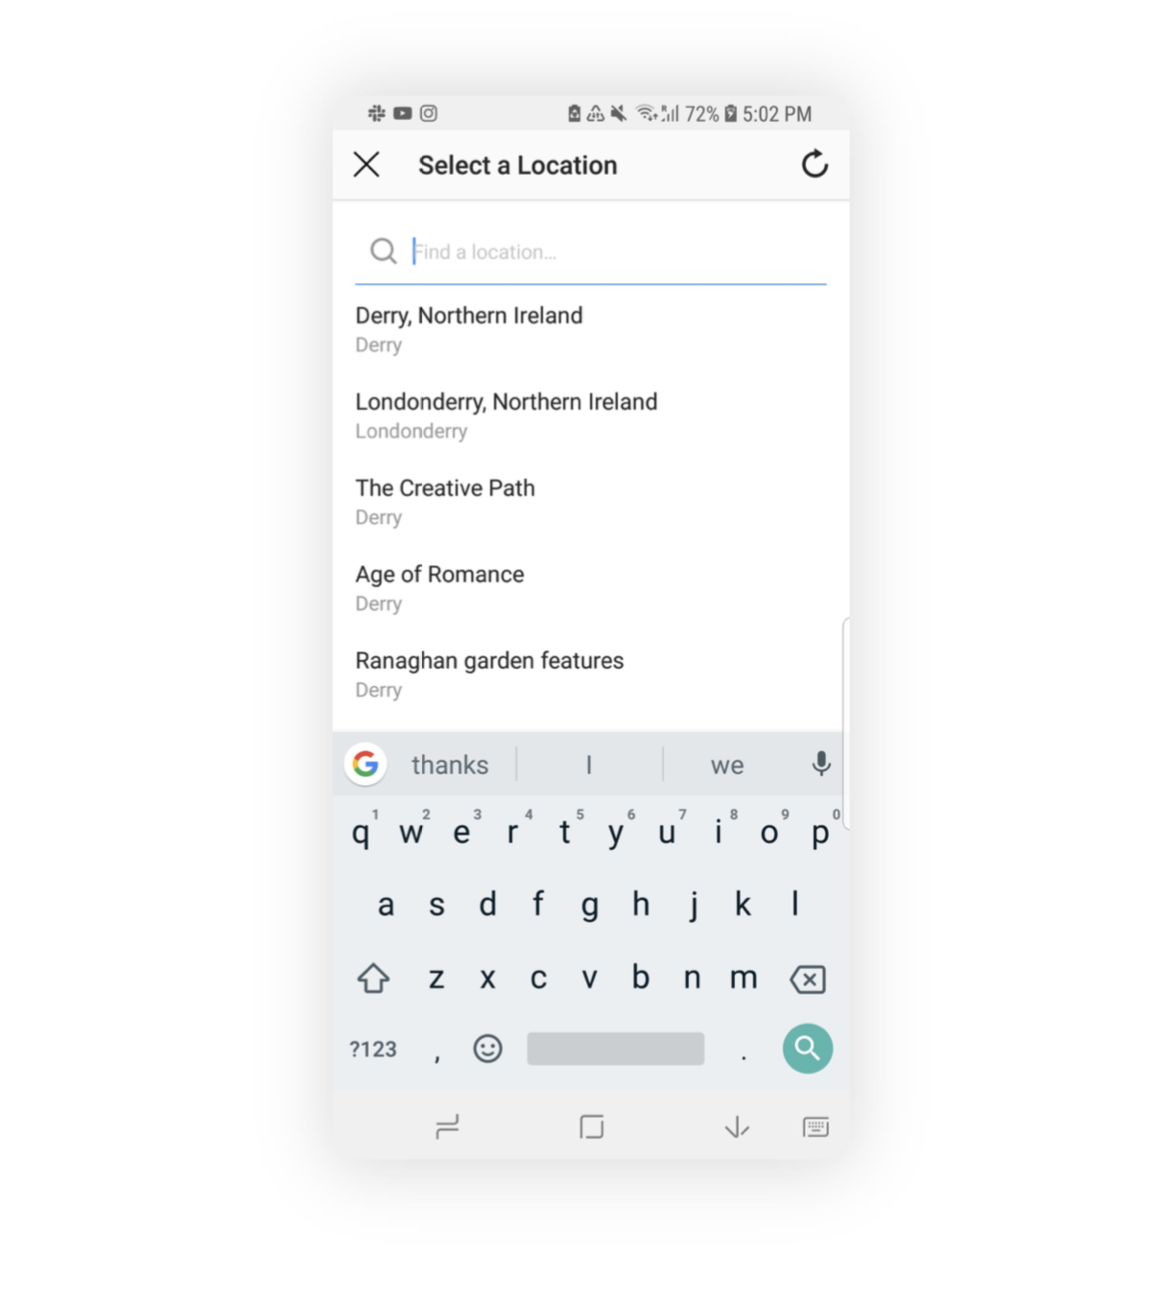 72% 5:02 PM
Select a Location
Find a location...
Derry, Northern Ireland
Derry
Londonderry, Northern Ireland
Londonderry
The Creative Path
Derry
Age of Romance
Derry
Ranaghan garden features
Derry
G thanks I we
1 2 3 4 5 6 7 8 9 0
q w e r t y u i o p
a s d f g h j k l
z x c v b n m
?123 , .